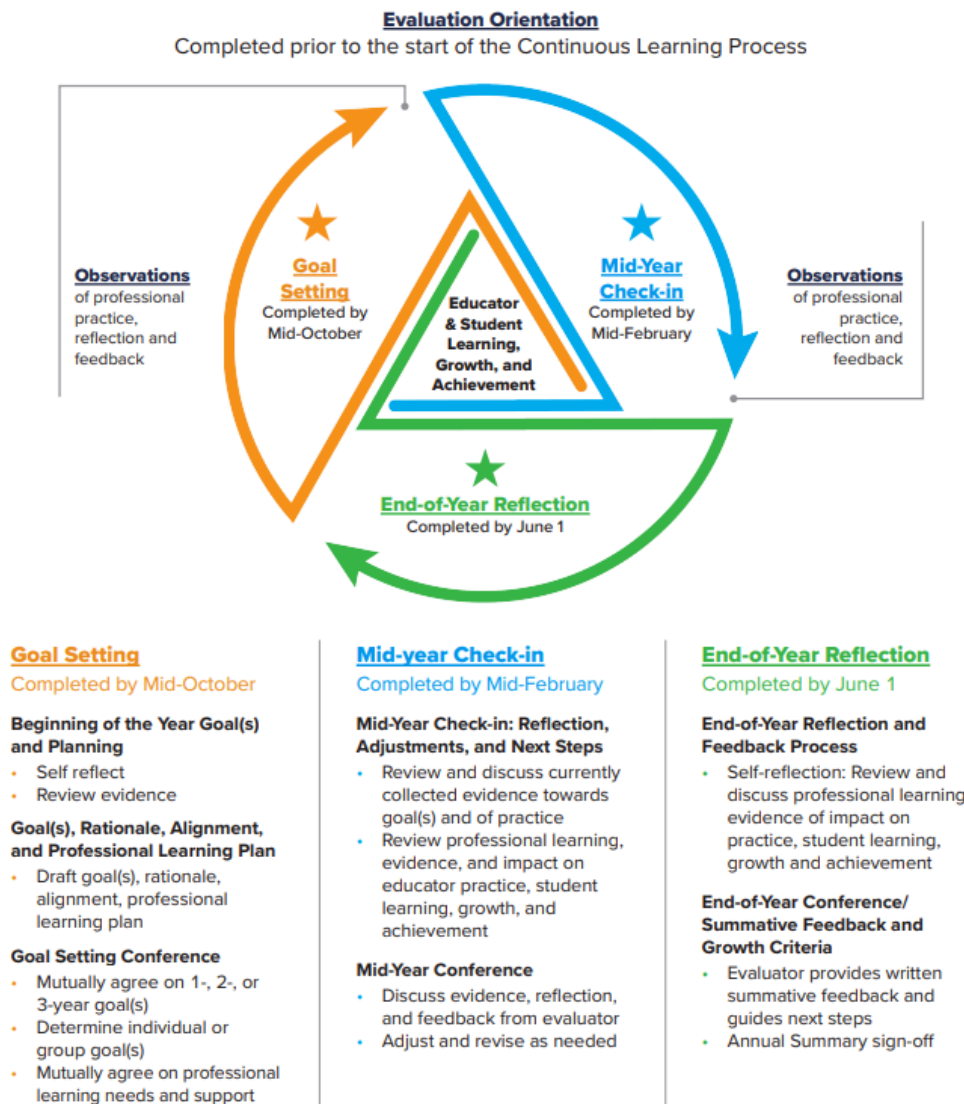 Evaluation Orientation
Completed prior to the start of the Continuous Learning Process
Observations
of professional
practice,
reflection and
feedback
Goal
Setting
Completed by
Mid-October
Educator
& Student
Learning,
Growth, and
Achievement
Mid-Year
Check-in
Completed by
Mid-February
Observations
of professional
practice,
reflection and
feedback
End-of-Year Reflection
Completed by June 1
Goal Setting
Completed by Mid-October
Beginning of the Year Goal(s)
and Planning
• Self reflect
• Review evidence
Goal(s), Rationale, Alignment,
and Professional Learning Plan
• Draft goal(s), rationale,
alignment, professional
learning plan
Goal Setting Conference
• Mutually agree on 1-, 2-, or
3-year goal(s)
• Determine individual or
group goal(s)
• Mutually agree on professional
learning needs and support
Mid-year Check-in
Completed by Mid-February
Mid-Year Check-in: Reflection,
Adjustments, and Next Steps
• Review and discuss currently
collected evidence towards
goal(s) and of practice
• Review professional learning,
evidence, and impact on
educator practice, student
learning, growth, and
achievement
Mid-Year Conference
• Discuss evidence, reflection,
and feedback from evaluator
• Adjust and revise as needed
End-of-Year Reflection
Completed by June 1
End-of-Year Reflection and
Feedback Process
• Self-reflection: Review and
discuss professional learning
evidence of impact on
practice, student learning,
growth and achievement
End-of-Year Conference/
Summative Feedback and
Growth Criteria
• Evaluator provides written
summative feedback and
guides next steps
• Annual Summary sign-off